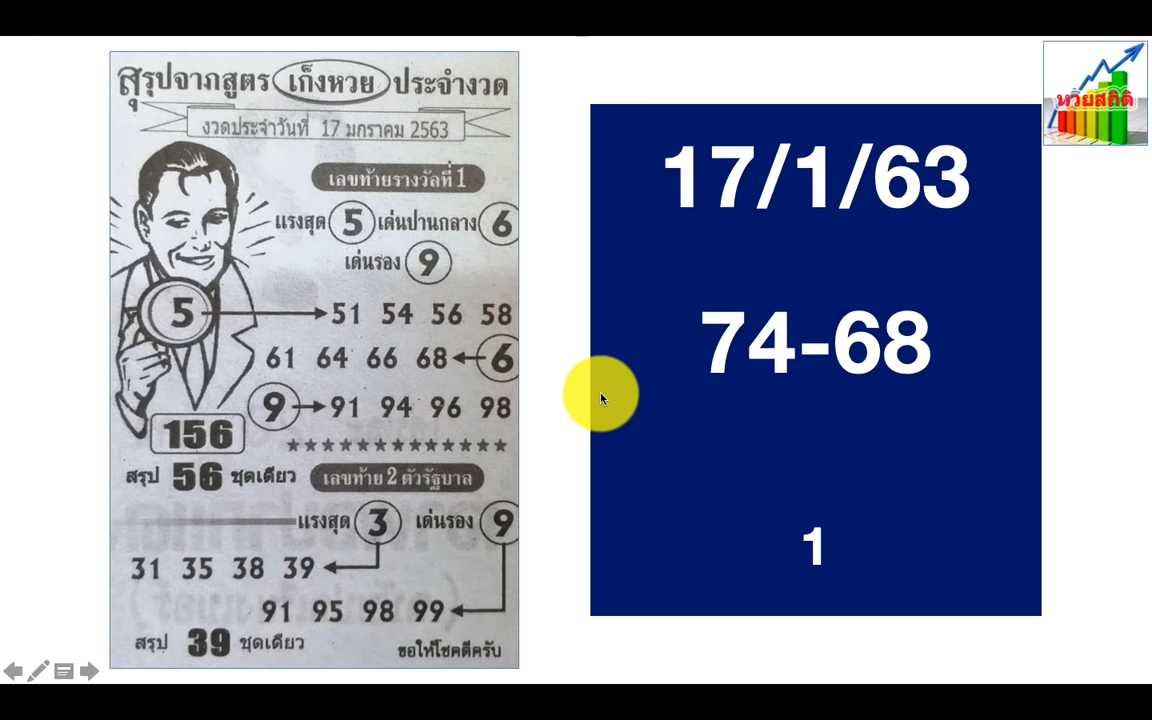 สรุปจากสูตร เก็งหวย ประจำงวด
งวดประจำวันที่ 17 มกราคม 2563
เลขท้ายรางวัลที่ 1
แรงสุด 5 เด่นปานกลาง 6
เด่นรอง 9
5 51 54 56 58
61 64 66 68 6
9 91 94 96 98
156
★★★★★★★★★★★★
สรุป 56 ชุดเดียว
เลขท้าย 2 ตัวรัฐบาล
แรงสุด 3 เด่นรอง 9
31 35 38 39
91 95 98 99
สรุป 39 ชุดเดียว
ขอให้โชคดีครับ
17/1/63
74-68
1
หวยสถิติ